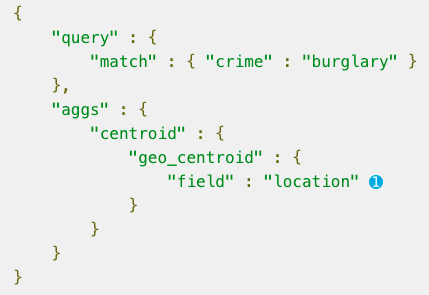 {
    "query" : {
        "match" : { "crime" : "burglary" }
    },
    "aggs" : {
        "centroid" : {
            "geo_centroid" : {
                "field" : "location" 1
            }
        }
    }
}